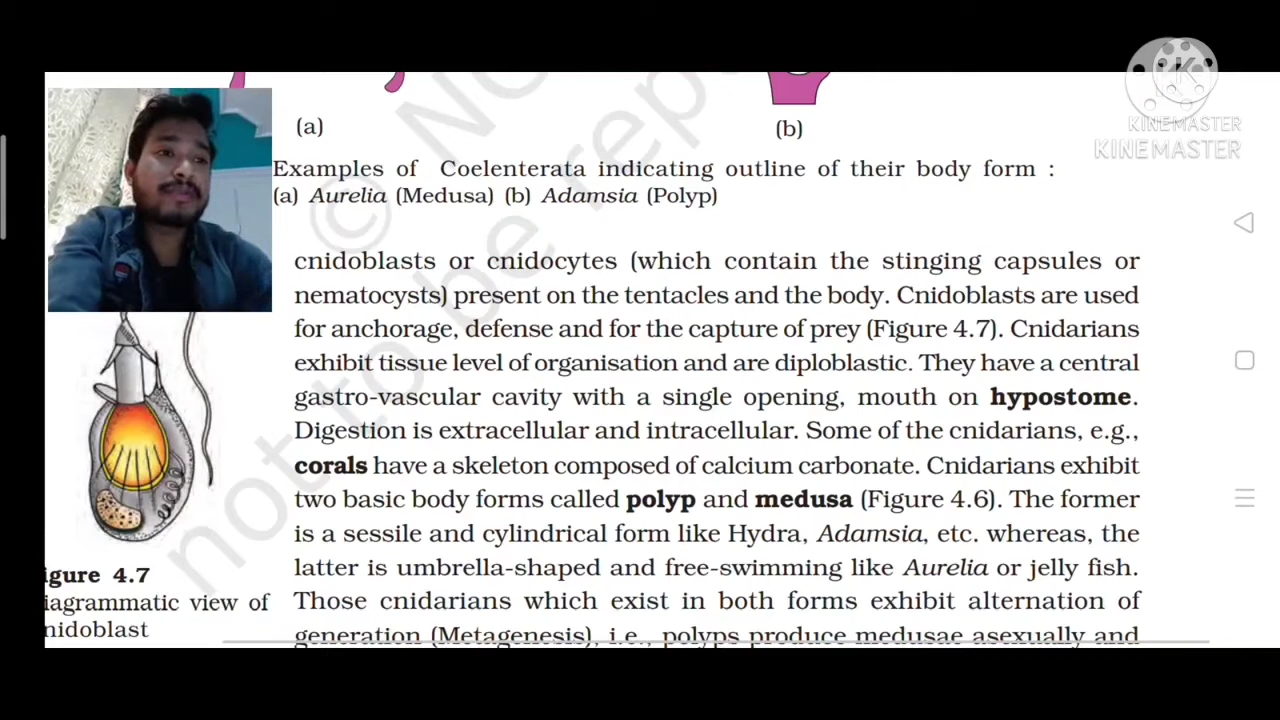 KINEMASTER
KINEMASTER
(a)
(b)
Examples of Coelenterata indicating outline of their body form :
(a) Aurelia (Medusa) (b) Adamsia (Polyp)
cnidoblasts or cnidocytes (which contain the stinging capsules or
nematocysts) present on the tentacles and the body. Cnidoblasts are used
for anchorage, defense and for the capture of prey (Figure 4.7). Cnidarians
exhibit tissue level of organisation and are diploblastic. They have a central
gastro-vascular cavity with a single opening, mouth on hypostome.
Digestion is extracellular and intracellular. Some of the cnidarians, e.g.,
corals have a skeleton composed of calcium carbonate. Cnidarians exhibit
two basic body forms called polyp and medusa (Figure 4.6). The former
is a sessile and cylindrical form like Hydra, Adamsia, etc. whereas, the
latter is umbrella-shaped and free-swimming like Aurelia or jelly fish.
Those cnidarians which exist in both forms exhibit alternation of
generation (Metagenesis), i.e., polyps produce medusae asexually and
igure 4.7
iagrammatic view of
nidoblast
© N
not to be rep